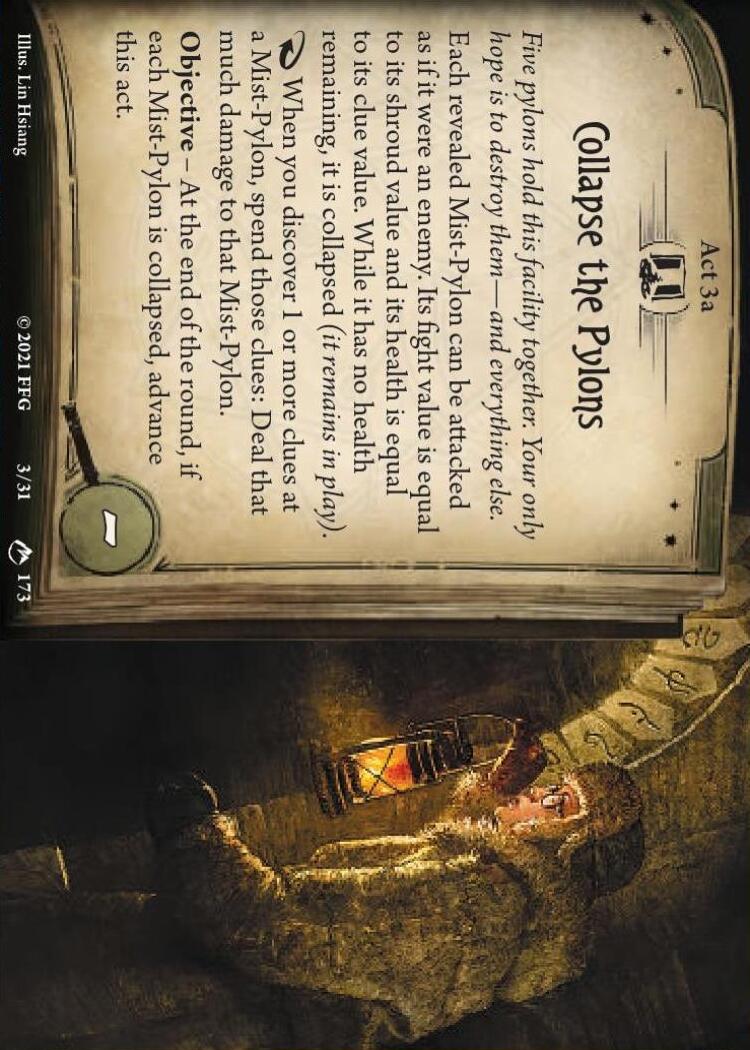 Act 3a
Collapse the Pylons
Five pylons hold this facility together. Your only
hope is to destroy them—and everything else.
Each revealed Mist-Pylon can be attacked
as if it were an enemy. Its fight value is equal
to its shroud value and its health is equal
to its clue value. While it has no health
remaining, it is collapsed (it remains in play).
When you discover 1 or more clues at
a Mist-Pylon, spend those clues: Deal that
much damage to that Mist-Pylon.
Objective – At the end of the round, if
each Mist-Pylon is collapsed, advance
this act.
–
Illus. Lin Hsiang © 2021 FFG 3/31 173